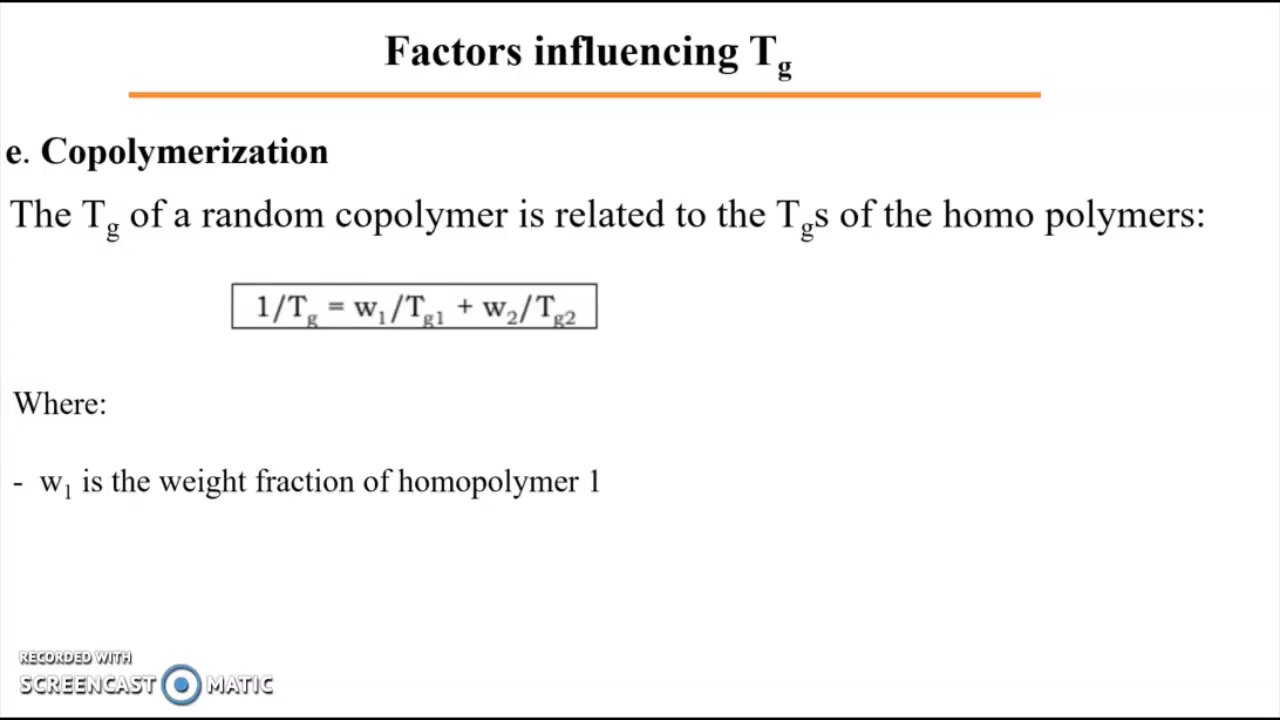 Factors influencing Tg
e. Copolymerization
The Tg of a random copolymer is related to the Tgs of the homo polymers:
1/Tg = w1/Tg1 + w2/Tg2
Where:
- w1 is the weight fraction of homopolymer 1
RECORDED WITH
SCREENCAST MATIC